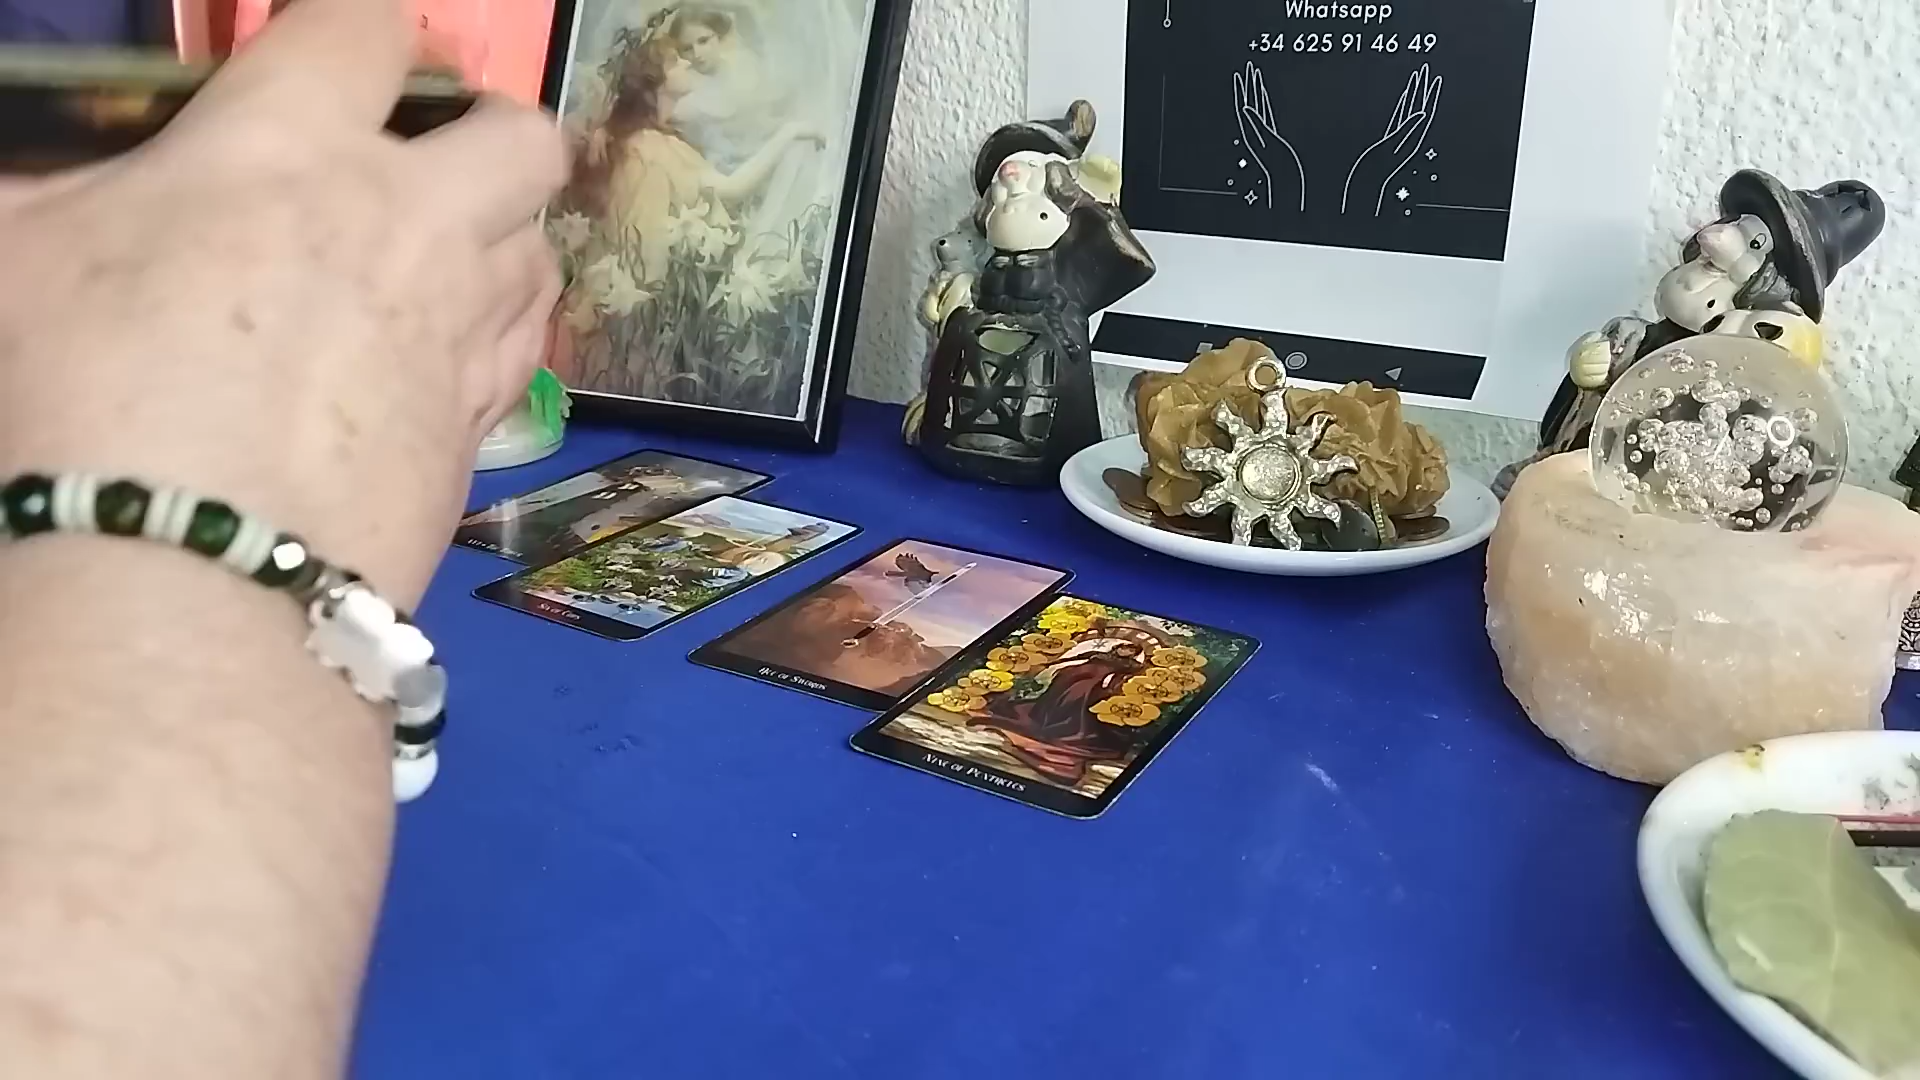 Whatsapp
+34 625 91 46 49
Six of Cups
Ace of Swords
Nine of Pentacles